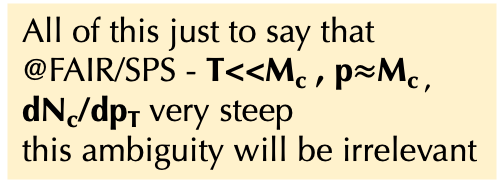 All of this just to say that
@FAIR/SPS - T<<Mc , p≈Mc ,
dNc/dpT very steep
this ambiguity will be irrelevant